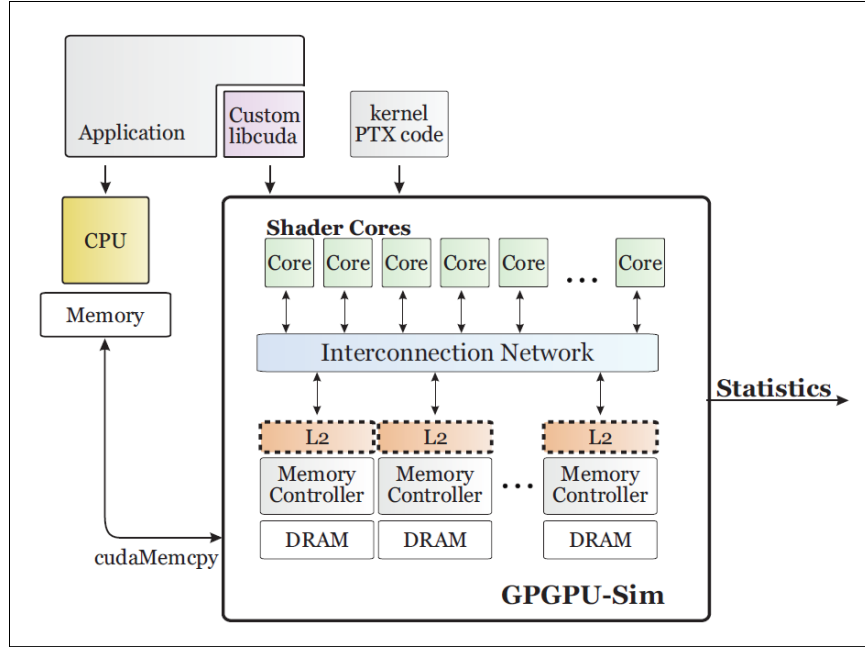 Application
Custom
libcuda
kernel
PTX code
CPU
Memory
Shader Cores
Core Core Core Core Core ... Core
Interconnection Network
Statistics
L2 L2 L2
Memory Controller Memory Controller ... Memory Controller
DRAM DRAM DRAM
cudaMemcpy
GPGPU-Sim